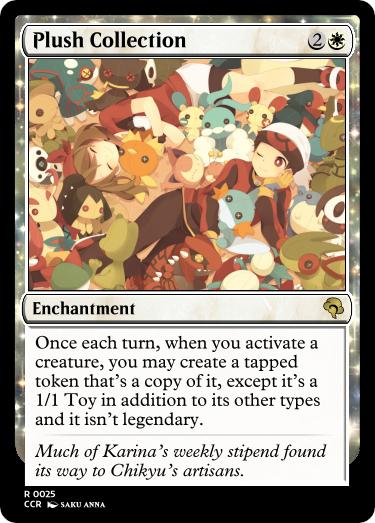 Plush Collection 2
Enchantment
Once each turn, when you activate a
creature, you may create a tapped
token that's a copy of it, except it's a
1/1 Toy in addition to its other types
and it isn't legendary.
Much of Karina's weekly stipend found
its way to Chikyu's artisans.
R 0025
CCR SAKU ANNA